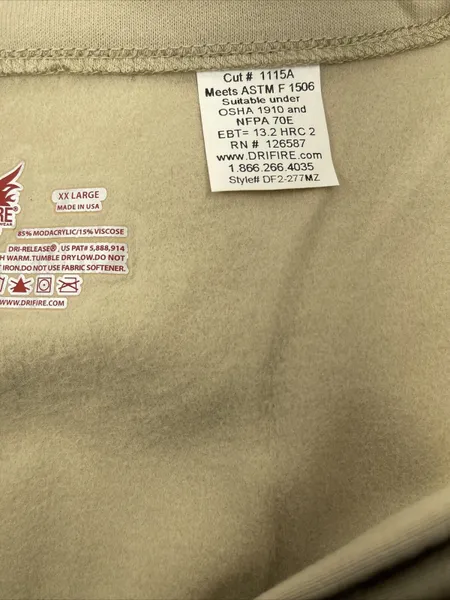 Cut # 1115A
Meets ASTM F 1506
Suitable under
OSHA 1910 and
NFPA 70E
EBT= 13.2 HRC 2
RN # 126587
www.DRIFIRE.com
1.866.266.4035
Style# DF2-277MZ
XX LARGE
MADE IN USA
85% MODACRYLIC/15% VISCOSE
DRI-RELEASE®, US PAT# 5,888,914
WARM.TUMBLE DRY LOW.DO NOT
IRON.DO NOT USE FABRIC SOFTENER.
WWW.DRIFIRE.COM